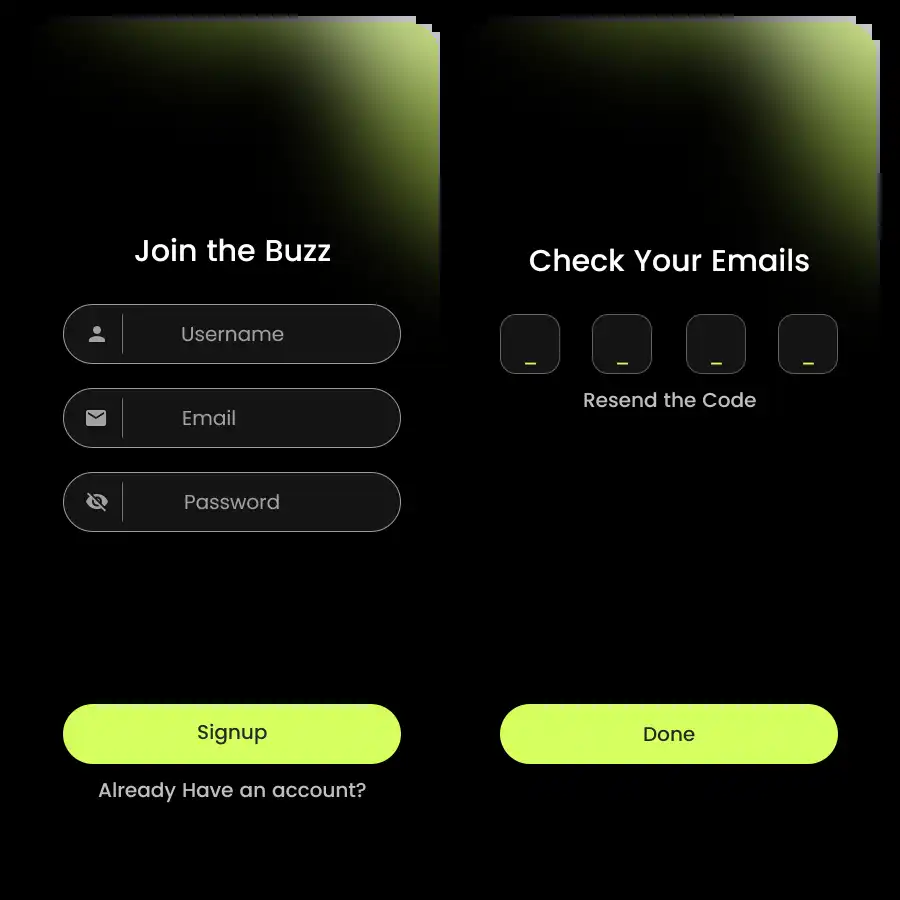 Join the Buzz
Username
Email
Password
Signup
Already Have an account?
Check Your Emails
_ _ _ _
Resend the Code
Done